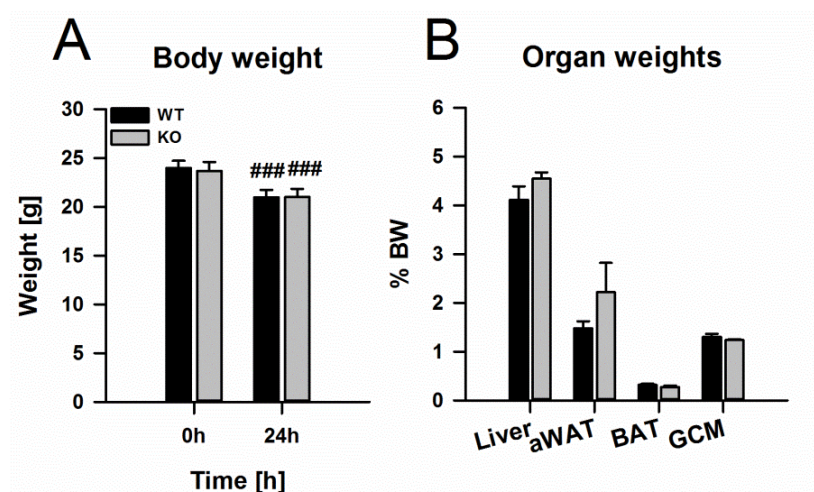 A
Body weight
WT
KO
30
25
20
15
10
5
0
Weight [g]
### ###
0h 24h
Time [h]
B
Organ weights
6
5
4
3
2
1
0
% BW
Liver aWAT BAT GCM